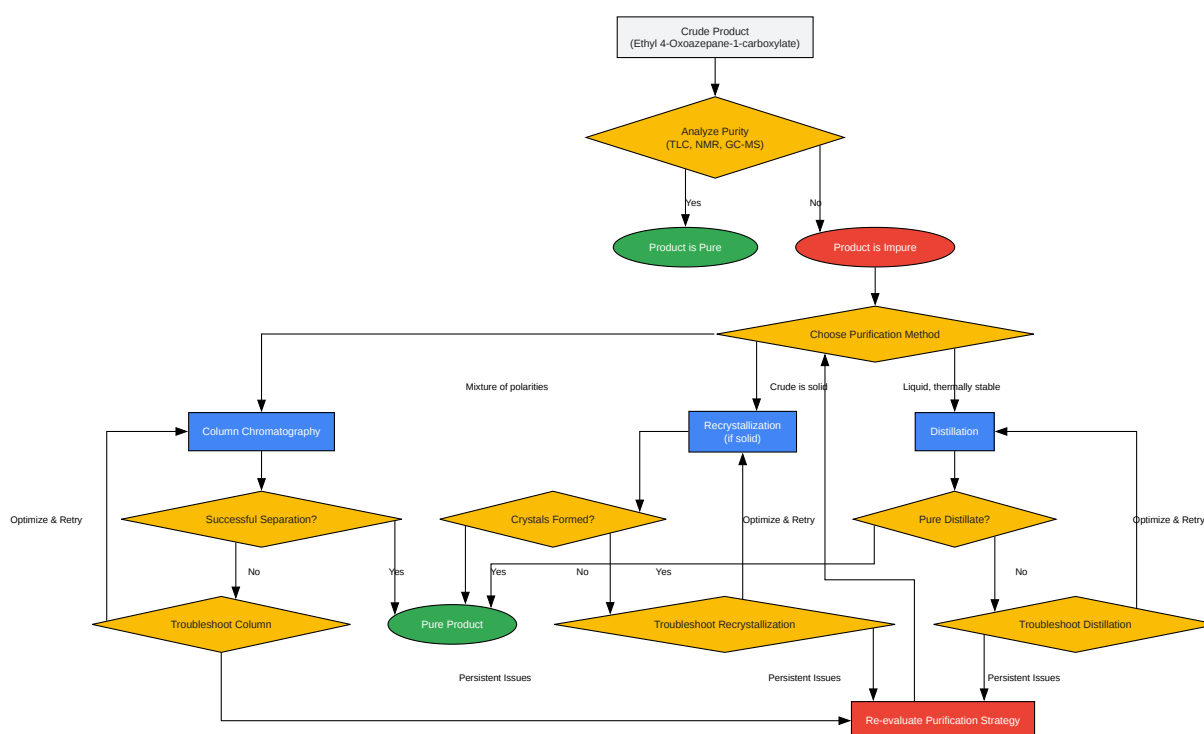 Crude Product
(Ethyl 4-Oxoazepane-1-carboxylate)
Analyze Purity
(TLC, NMR, GC-MS)
Yes
No
Product is Pure
Product is Impure
Choose Purification Method
Mixture of polarities
Crude is solid
Liquid, thermally stable
Column Chromatography
Recrystallization
(if solid)
Distillation
Optimize & Retry
Successful Separation?
Crystals Formed?
Optimize & Retry
Pure Distillate?
Optimize & Retry
No
Yes
Yes
No
Yes
No
Troubleshoot Column
Pure Product
Troubleshoot Recrystallization
Troubleshoot Distillation
Persistent Issues
Persistent Issues
Persistent Issues
Re-evaluate Purification Strategy